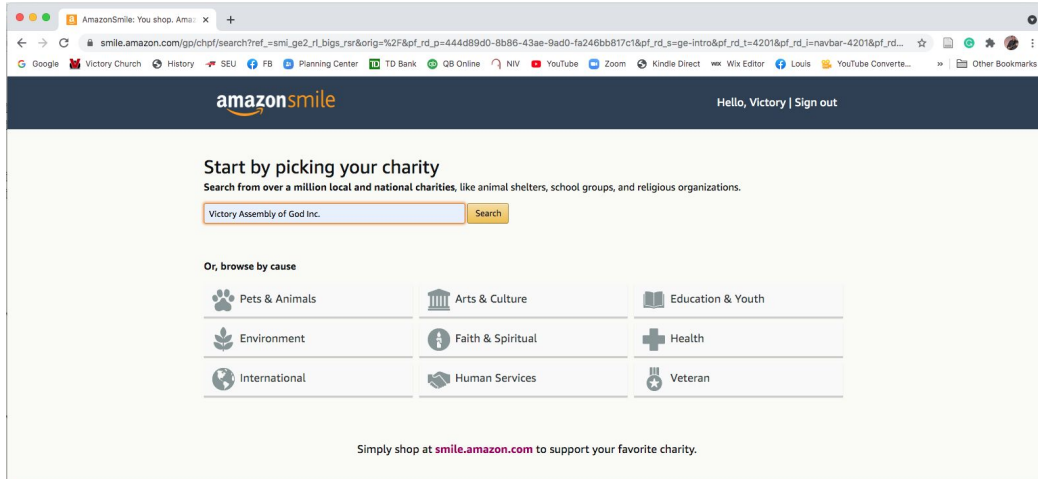 AmazonSmile: You shop. Amaz
smile.amazon.com/gp/chpf/search?ref_=smi_ge2_rl_bigs_rsr&orig=%2F&pf_rd_p=444d89d0-8b86-43ae-9ad0-fa246bb817c1&pf_rd_s=ge-intro&pf_rd_t=4201&pf_rd_i=navbar-4201&pf_rd...
Google Victory Church History SEU FB Planning Center TD Bank QB Online NIV YouTube Zoom Kindle Direct WIX Wix Editor Louis YouTube Converte... » Other Bookmarks
amazonsmile Hello, Victory | Sign out
Start by picking your charity
Search from over a million local and national charities, like animal shelters, school groups, and religious organizations.
Victory Assembly of God Inc. Search
Or, browse by cause
Pets & Animals Arts & Culture Education & Youth
Environment Faith & Spiritual Health
International Human Services Veteran
Simply shop at smile.amazon.com to support your favorite charity.